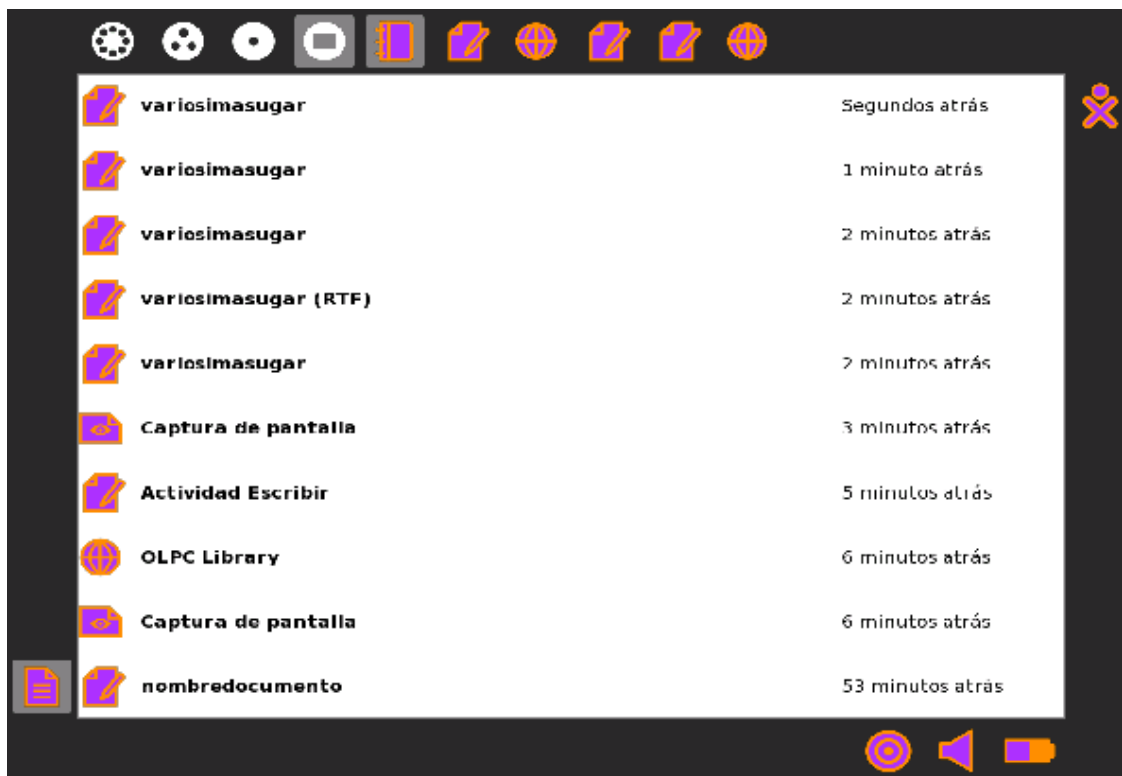 variosimasugar Segundos atrás
variosimasugar 1 minuto atrás
variosimasugar 2 minutos atrás
variosimasugar (RTF) 2 minutos atrás
variosimasugar 2 minutos atrás
Captura de pantalla 3 minutos atrás
Actividad Escribir 5 minutos atrás
OLPC Library 6 minutos atrás
Captura de pantalla 6 minutos atrás
nombredocumento 53 minutos atrás